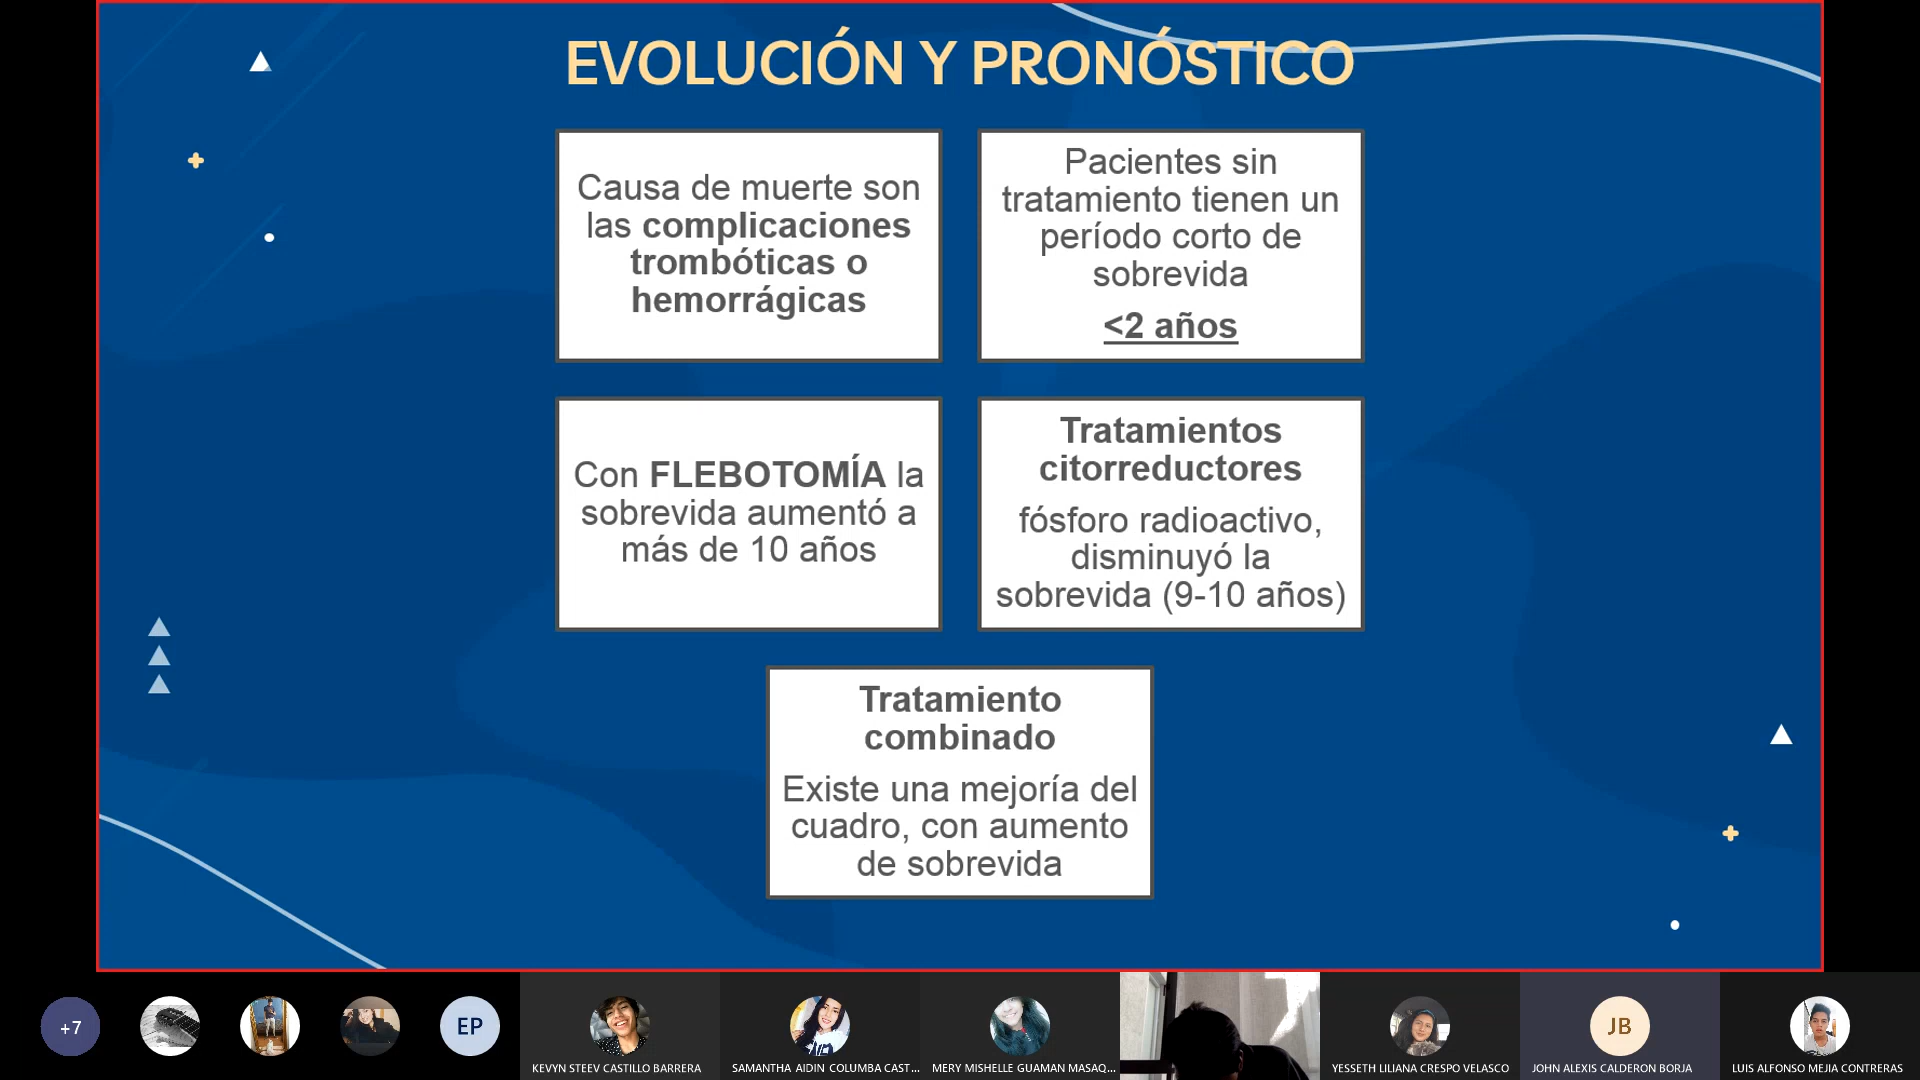 EVOLUCIÓN Y PRONÓSTICO
Causa de muerte son
las complicaciones
trombóticas o
hemorrágicas
Pacientes sin
tratamiento tienen un
período corto de
sobrevida
<2 años
Con FLEBOTOMÍA la
sobrevida aumentó a
más de 10 años
Tratamientos
citorreductores
fósforo radioactivo,
disminuyó la
sobrevida (9-10 años)
Tratamiento
combinado
Existe una mejoría del
cuadro, con aumento
de sobrevida
+7
EP
KEVYN STEEV CASTILLO BARRERA
SAMANTHA AIDIN COLUMBA CAST...
MERY MISHELLE GUAMAN MASAQ...
YESSETH LILIANA CRESPO VELASCO
JB
JOHN ALEXIS CALDERON BORJA
LUIS ALFONSO MEJIA CONTRERAS